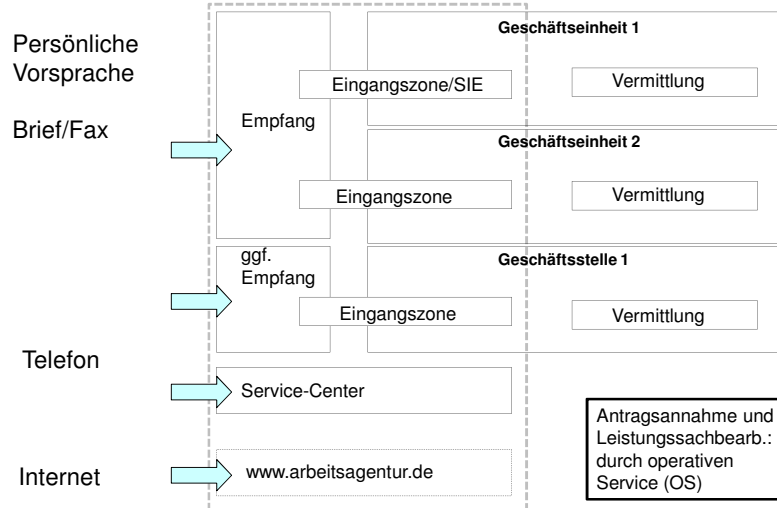 Persönliche
Vorsprache
Brief/Fax
Telefon
Internet
Empfang
ggf.
Empfang
Geschäftseinheit 1
Eingangszone/SIE
Vermittlung
Geschäftseinheit 2
Eingangszone
Vermittlung
Geschäftsstelle 1
Eingangszone
Vermittlung
Service-Center
www.arbeitsagentur.de
Antragsannahme und
Leistungssachbearb.:
durch operativen
Service (OS)